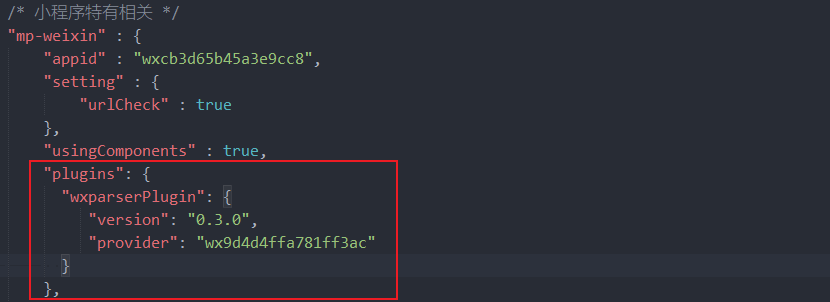 /* 小程序特有相关 */
"mp-weixin" : {
"appid" : "wxcb3d65b45a3e9cc8",
"setting" : {
"urlCheck" : true
},
"usingComponents" : true,
"plugins": {
"wxparserPlugin": {
"version": "0.3.0",
"provider": "wx9d4d4ffa781ff3ac"
}
},